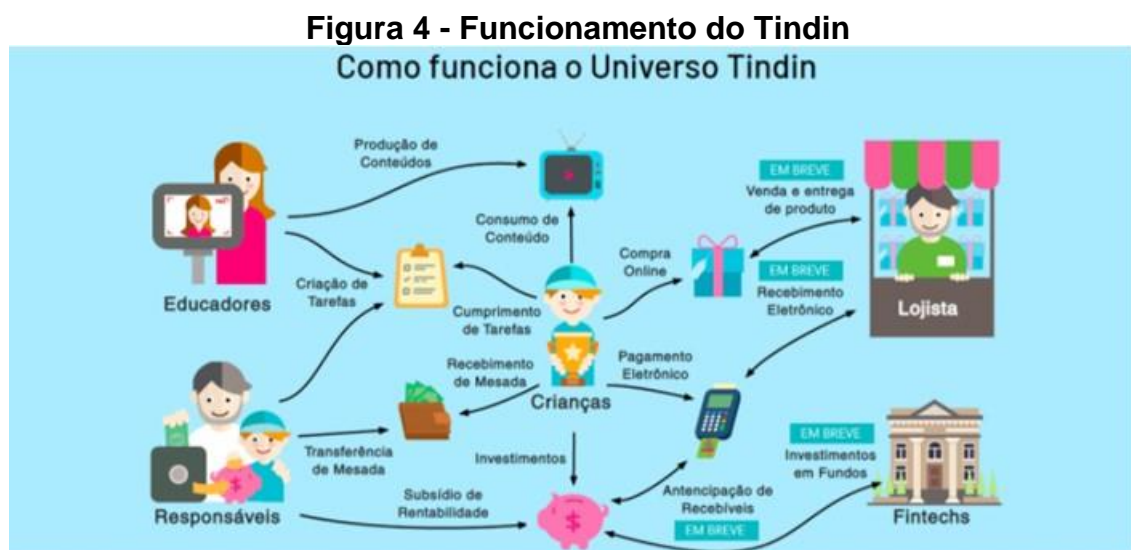 Figura 4 - Funcionamento do Tindin
Como funciona o Universo Tindin
Produção de
Conteúdos
EM BREVE
Venda e entrega
de produto
Consumo de
Conteúdo
Compra
Online
EM BREVE
Recebimento
Eletrônico
Educadores
Criação de
Tarefas
Cumprimento
de Tarefas
Lojista
Recebimento
de Mesada
Pagamento
Eletrônico
Crianças
EM BREVE
Investimentos
em Fundos
Transferência
de Mesada
Investimentos
Subsídio de
Rentabilidade
Antencipação de
Recebíveis
EM BREVE
Responsáveis
Fintechs